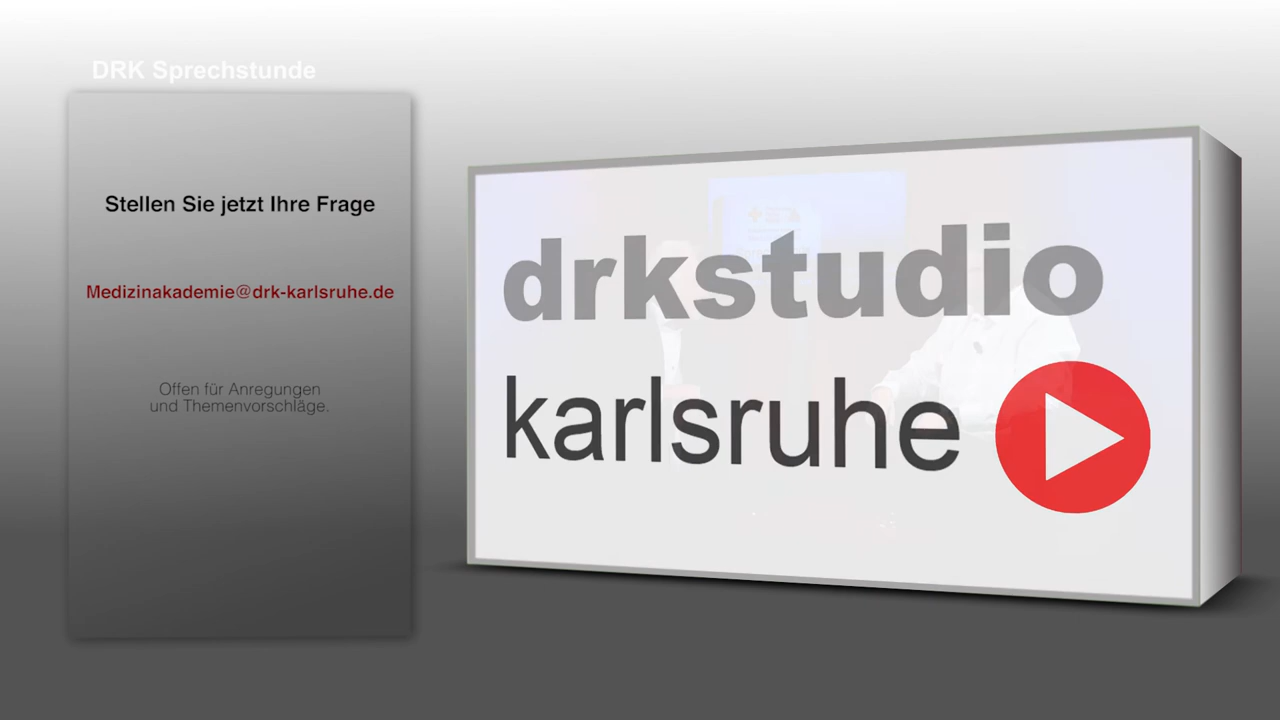 DRK Sprechstunde
Stellen Sie jetzt Ihre Frage
Medizinakademie@drk-karlsruhe.de
Offen für Anregungen
und Themenvorschläge.
drkstudio
karlsruhe